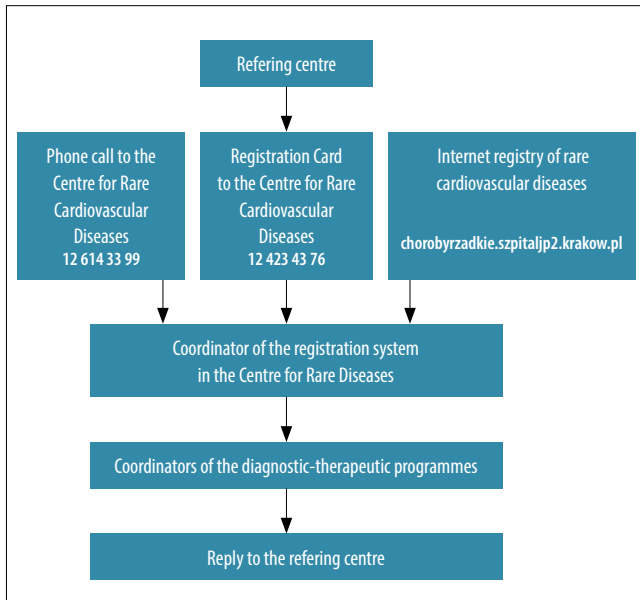 Refering centre
Phone call to the
Centre for Rare
Cardiovascular
Diseases
12 614 33 99
Registration Card
to the Centre for Rare
Cardiovascular
Diseases
12 423 43 76
Internet registry of rare
cardiovascular diseases
chorobyrzadkie.szpitaljp2.krakow.pl
Coordinator of the registration system
in the Centre for Rare Diseases
Coordinators of the diagnostic-therapeutic programmes
Reply to the refering centre